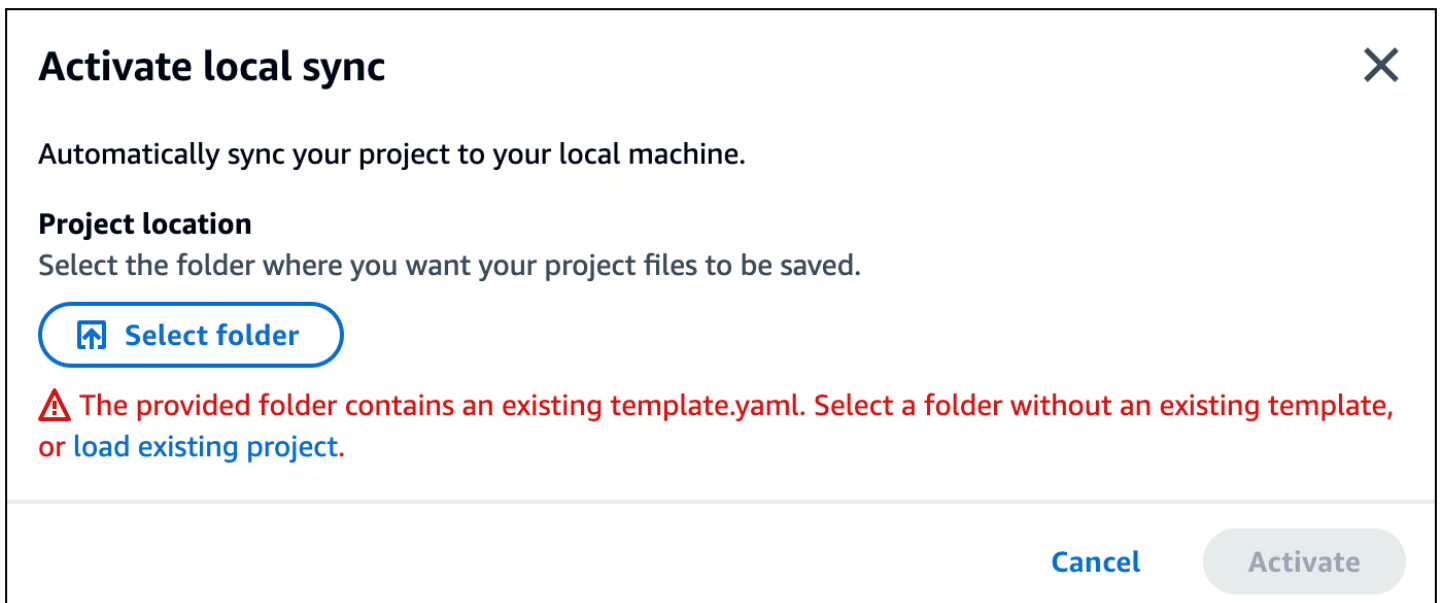 Activate local sync
Automatically sync your project to your local machine.
Project location
Select the folder where you want your project files to be saved.
Select folder
The provided folder contains an existing template.yaml. Select a folder without an existing template,
or load existing project.
Cancel
Activate